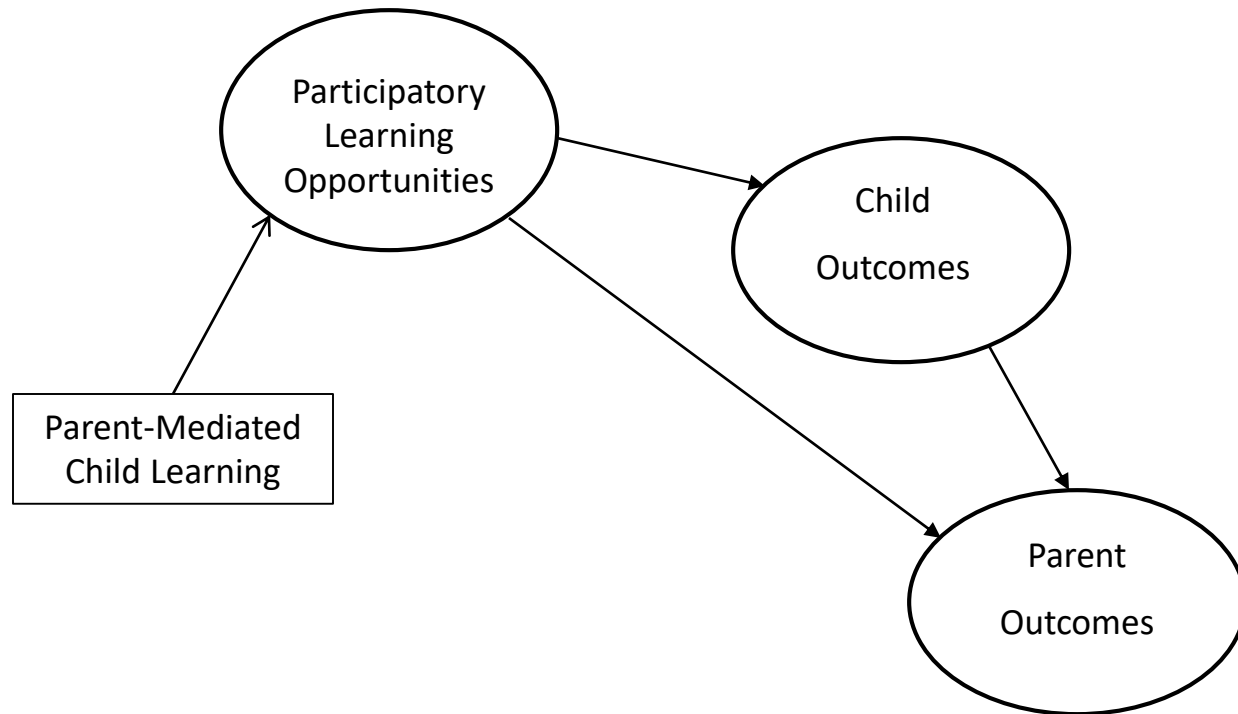 Participatory
Learning
Opportunities
Child
Outcomes
Parent-Mediated
Child Learning
Parent
Outcomes